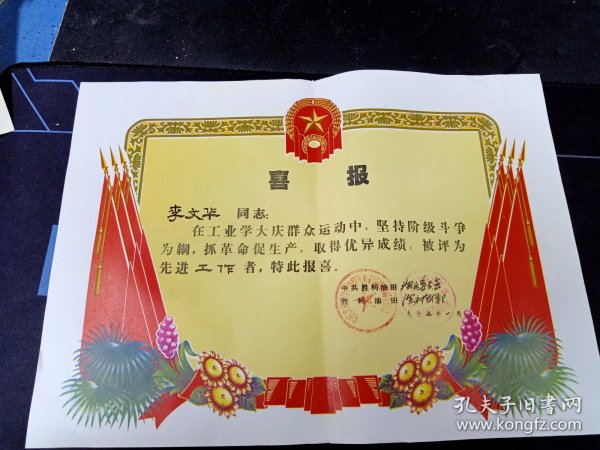 喜报
李文华 同志:
在工业学大庆群众运动中，坚持阶级斗争
为纲，抓革命促生产，取得优异成绩，被评为
先进工作者，特此报喜.
中共胜利油田
胜利油田
孔夫子旧书网
www.kongfz.com